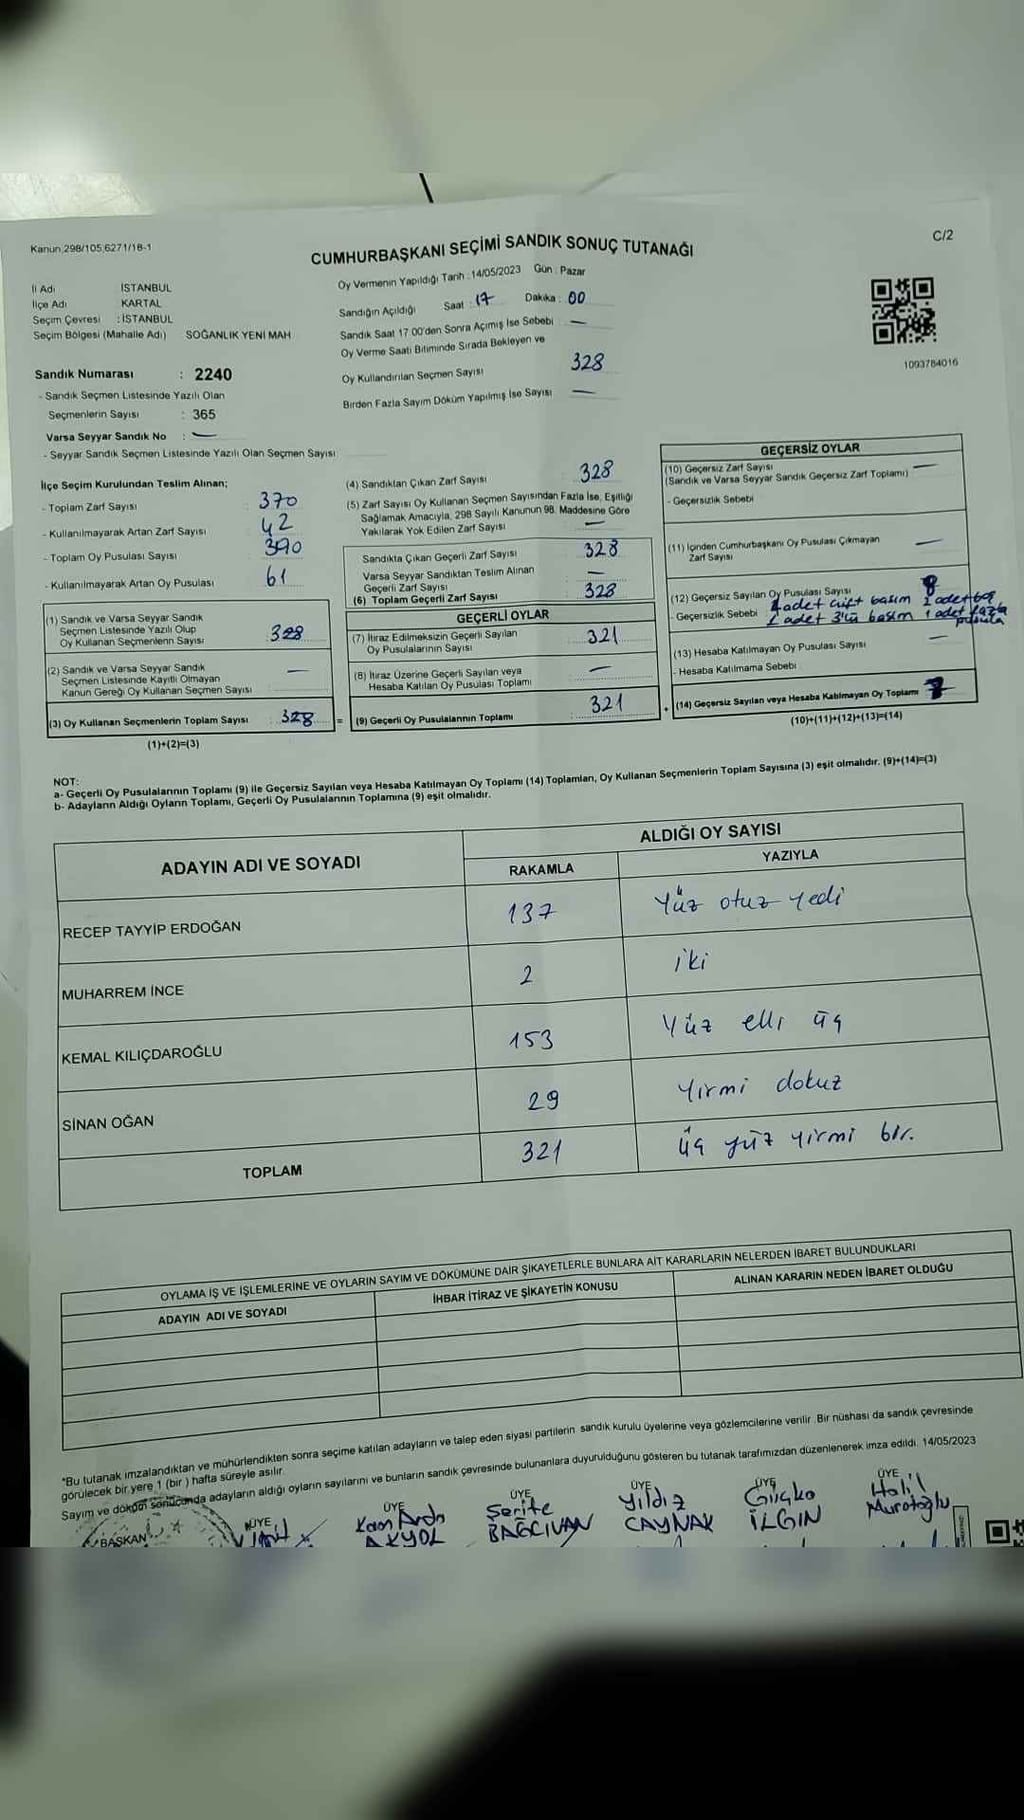 Kanun 298/105,6271/18-1
C/2
CUMHURBAŞKANI SEÇİMİ SANDIK SONUÇ TUTANAĞI
İl Adı İSTANBUL
İlçe Adı KARTAL
Seçim Çevresi : İSTANBUL
Seçim Bölgesi (Mahalle Adı) SOĞANLIK YENİ MAH
Oy Vermenin Yapıldığı Tarih : 14/05/2023 Gün : Pazar
Sandığın Açıldığı Saat : 17 Dakika : 00
Sandık Saat 17 00'den Sonra Açımış İse Sebebi —
Oy Verme Saati Bitiminde Sırada Bekleyen ve
Oy Kullandırılan Seçmen Sayısı 328
Birden Fazla Sayım Döküm Yapılmış İse Sayısı —
1093784016
Sandık Numarası : 2240
- Sandık Seçmen Listesinde Yazılı Olan
Seçmenlerin Sayısı : 365
Varsa Seyyar Sandık No : —
- Seyyar Sandık Seçmen Listesinde Yazılı Olan Seçmen Sayısı
İlçe Seçim Kurulundan Teslim Alınan;
- Toplam Zarf Sayısı 370
- Kullanılmayarak Artan Zarf Sayısı 42
- Toplam Oy Pusulası Sayısı 390
- Kullanılmayarak Artan Oy Pusulası 61
(1) Sandık ve Varsa Seyyar Sandık
Seçmen Listesinde Yazılı Olup
Oy Kullanan Seçmenlerin Sayısı 328
(2) Sandık ve Varsa Seyyar Sandık
Seçmen Listesinde Kayıtlı Olmayan
Kanun Gereği Oy Kullanan Seçmen Sayısı —
(3) Oy Kullanan Seçmenlerin Toplam Sayısı 328 =
(1)+(2)=(3)
(4) Sandıktan Çıkan Zarf Sayısı 328
(5) Zarf Sayısı Oy Kullanan Seçmen Sayısından Fazla İse, Eşitliği
Sağlamak Amacıyla, 298 Sayılı Kanunun 98. Maddesine Göre
Yakılarak Yok Edilen Zarf Sayısı —
Sandıkta Çıkan Geçerli Zarf Sayısı 328
Varsa Seyyar Sandıktan Teslim Alınan
Geçerli Zarf Sayısı —
(6) Toplam Geçerli Zarf Sayısı 328
GEÇERLİ OYLAR
(7) İtiraz Edilmeksizin Geçerli Sayılan
Oy Pusulalarının Sayısı 321
(8) İtiraz Üzerine Geçerli Sayılan veya
Hesaba Katılan Oy Pusulası Toplamı —
(9) Geçerli Oy Pusulalarının Toplamı 321 +
GEÇERSİZ OYLAR
(10) Geçersiz Zarf Sayısı —
(Sandık ve Varsa Seyyar Sandık Geçersiz Zarf Toplamı)
- Geçersizlik Sebebi
(11) İçinden Cumhurbaşkanı Oy Pusulası Çıkmayan
Zarf Sayısı —
(12) Geçersiz Sayılan Oy Pusulası Sayısı
- Geçersizlik Sebebi adet çift basım adet boş
adet 3'lü basım 1 adet fazla
pusula
(13) Hesaba Katılmayan Oy Pusulası Sayısı —
- Hesaba Katılmama Sebebi
(14) Geçersiz Sayılan veya Hesaba Katılmayan Oy Toplamı 7
(10)+(11)+(12)+(13)=(14)
NOT:
a- Geçerli Oy Pusulalarının Toplamı (9) ile Geçersiz Sayılan veya Hesaba Katılmayan Oy Toplamı (14) Toplamları, Oy Kullanan Seçmenlerin Toplam Sayısına (3) eşit olmalıdır. (9)+(14)=(3)
b- Adayların Aldığı Oyların Toplamı, Geçerli Oy Pusulalarının Toplamına (9) eşit olmalıdır.
ADAYIN ADI VE SOYADI
ALDIĞI OY SAYISI
RAKAMLA YAZIYLA
RECEP TAYYİP ERDOĞAN 137 Yüz otuz yedi
MUHARREM İNCE 2 iki
KEMAL KILIÇDAROĞLU 153 Yüz elli üç
SİNAN OĞAN 29 Yirmi dokuz
TOPLAM 321 üç yüz yirmi bir.
OYLAMA İŞ VE İŞLEMLERİNE VE OYLARIN SAYIM VE DÖKÜMÜNE DAİR ŞİKAYETLERLE BUNLARA AİT KARARLARIN NELERDEN İBARET BULUNDUKLARI
ADAYIN ADI VE SOYADI İHBAR İTİRAZ VE ŞİKAYETİN KONUSU ALINAN KARARIN NEDEN İBARET OLDUĞU
"Bu tutanak imzalandıktan ve mühürlendikten sonra seçime katılan adayların ve talep eden siyasi partilerin sandık kurulu üyelerine veya gözlemcilerine verilir. Bir nüshası da sandık çevresinde
görülecek bir yere 1 (bir ) hafta süreyle asılır.
Sayım ve döküm sonucunda adayların aldığı oyların sayılarını ve bunların sandık çevresinde bulunanlara duyurulduğunu gösteren bu tutanak tarafımızdan düzenlenerek imza edildi. 14/05/2023
BAŞKAN ÜYE ÜYE ÜYE ÜYE ÜYE ÜYE
Şerife Yıldız Halil
AKYOL BAĞCIVAN CAYNAK İLGIN Muratoğlu